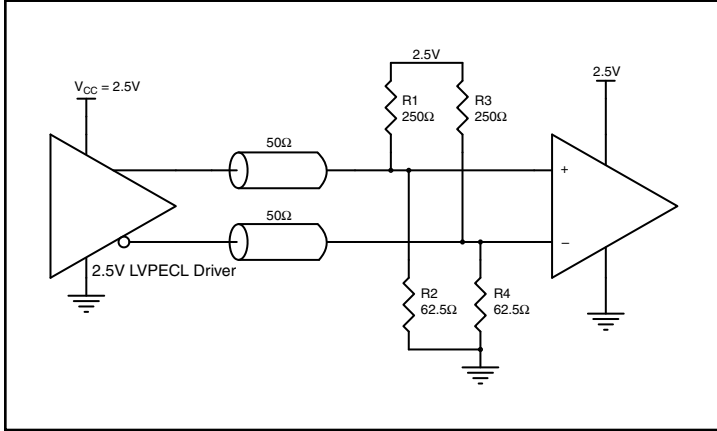 2.5V
V_CC = 2.5V
2.5V
R1
250Ω
R3
250Ω
50Ω
+
50Ω
–
2.5V LVPECL Driver
R2
62.5Ω
R4
62.5Ω